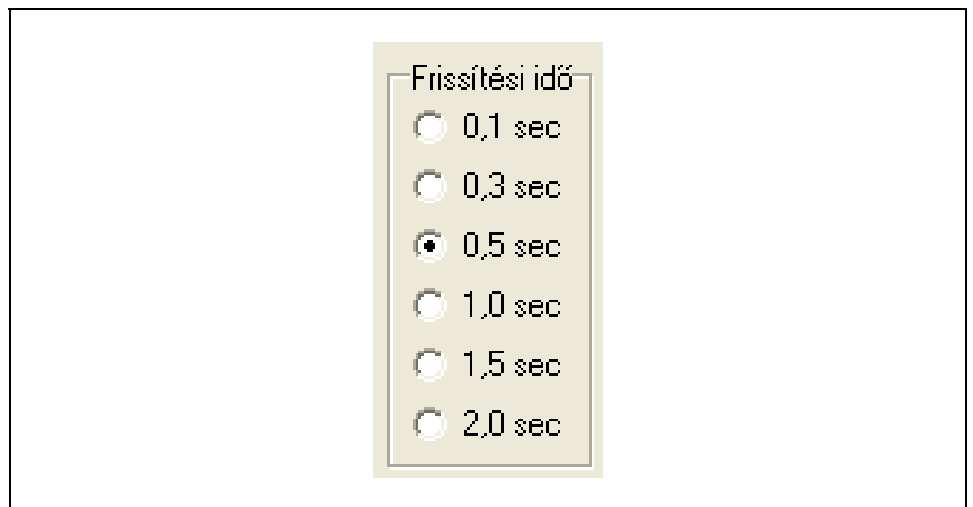 Frissítési idő
0,1 sec
0,3 sec
0,5 sec
1,0 sec
1,5 sec
2,0 sec